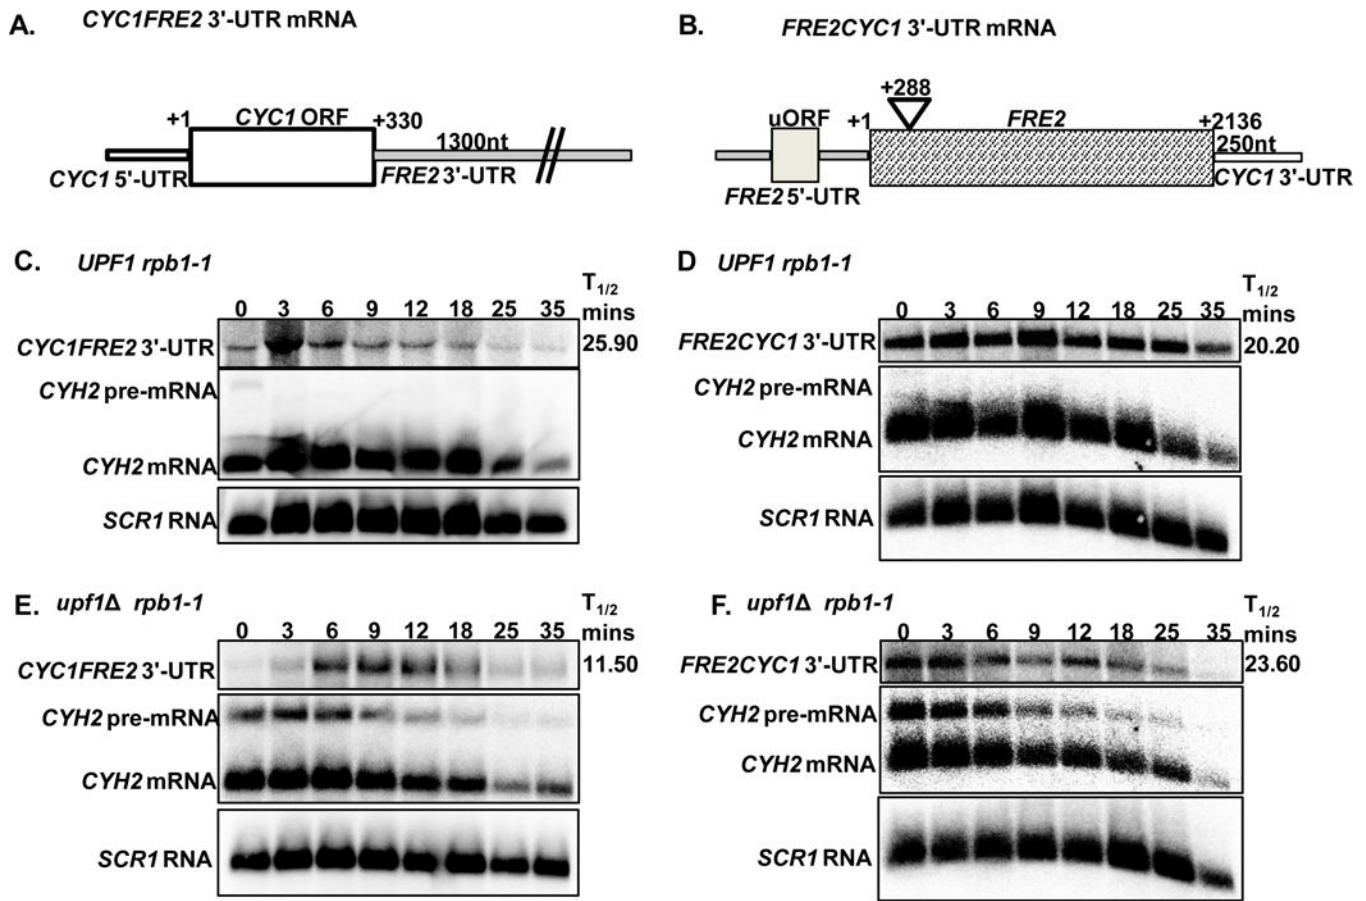 A. CYC1FRE2 3'-UTR mRNA
+1 CYC1 ORF +330
1300nt
CYC1 5'-UTR FRE2 3'-UTR
B. FRE2CYC1 3'-UTR mRNA
+288
uORF +1 FRE2 +2136
250nt
FRE2 5'-UTR CYC1 3'-UTR
C. UPF1 rpb1-1
T1/2
0 3 6 9 12 18 25 35 mins
CYC1FRE2 3'-UTR 25.90
CYH2 pre-mRNA
CYH2 mRNA
SCR1 RNA
D UPF1 rpb1-1
T1/2
0 3 6 9 12 18 25 35 mins
FRE2CYC1 3'-UTR 20.20
CYH2 pre-mRNA
CYH2 mRNA
SCR1 RNA
E. upf1Δ rpb1-1
T1/2
0 3 6 9 12 18 25 35 mins
CYC1FRE2 3'-UTR 11.50
CYH2 pre-mRNA
CYH2 mRNA
SCR1 RNA
F. upf1Δ rpb1-1
T1/2
0 3 6 9 12 18 25 35 mins
FRE2CYC1 3'-UTR 23.60
CYH2 pre-mRNA
CYH2 mRNA
SCR1 RNA